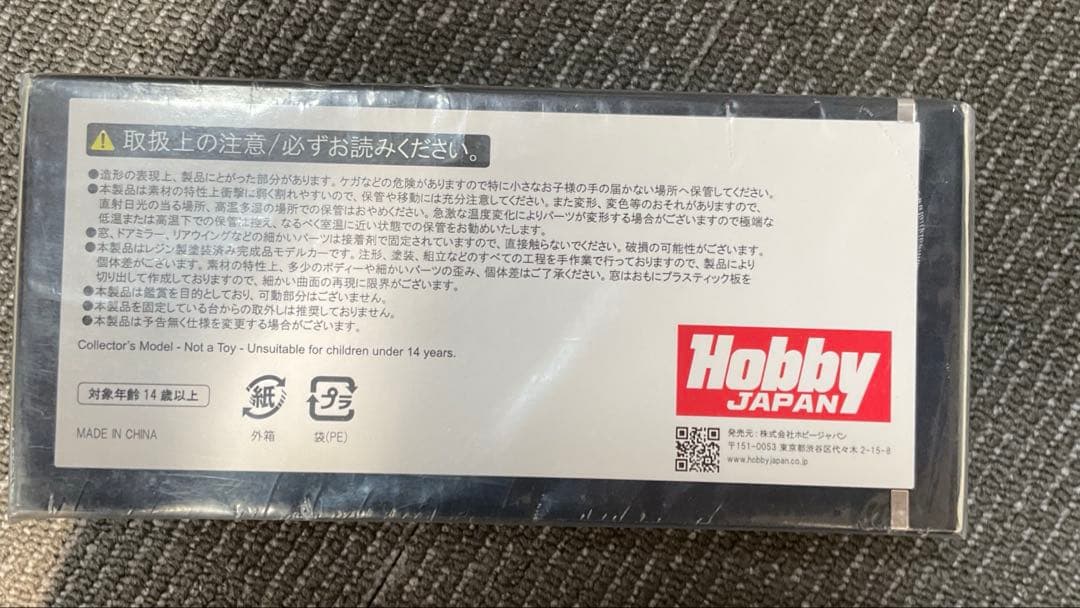 取扱上の注意/必ずお読みください。
●造形の表現上、製品にとがった部分があります。ケガなどの危険がありますので特に小さなお子様の手の届かない場所へ保管してください。
●本製品は素材の特性上衝撃に弱く割れやすいので、保管や移動には充分注意してください。また変形、変色等のおそれがありますので、
直射日光の当る場所、高温多湿の場所での保管はおやめください。急激な温度変化によりパーツが変形する場合がございますので極端な
低温または高温下での保管は控え、なるべく室温に近い状態での保管をお勧めいたします。
●窓、ドアミラー、リアウイングなどの細かいパーツは接着剤で固定されていますので、直接触らないでください。破損の可能性がございます。
●本製品はレジン製塗装済み完成品モデルカーです。注形、塗装、組立などのすべての工程を手作業で行っておりますので、製品により
個体差がございます。素材の特性上、多少のボディーや細かいパーツの歪み、個体差はご了承ください。窓はおもにプラスティック板を
切り出して作成しておりますので、細かい曲面の再現に限界がございます。
●本製品は鑑賞を目的としており、可動部分はございません。
●本製品を固定している台からの取外しは推奨しておりません。
●本製品は予告無く仕様を変更する場合がございます。
Collector's Model - Not a Toy - Unsuitable for children under 14 years.
対象年齢14歳以上
紙
外箱
プラ
袋(PE)
MADE IN CHINA
Hobby
JAPAN
発売元:株式会社ホビージャパン
〒151-0053 東京都渋谷区代々木2-15-8
www.hobbyjapan.co.jp